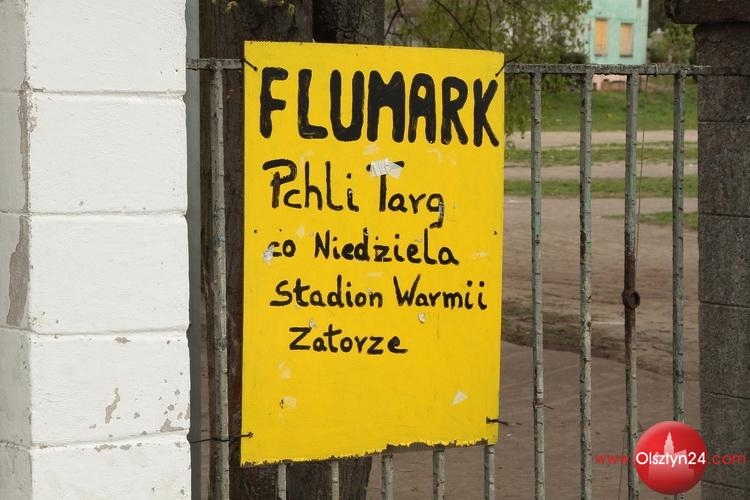 FLUMARK
Pchli Targ
co Niedziela
Stadion Warmii
Zatorze
www.Olsztyn24.com